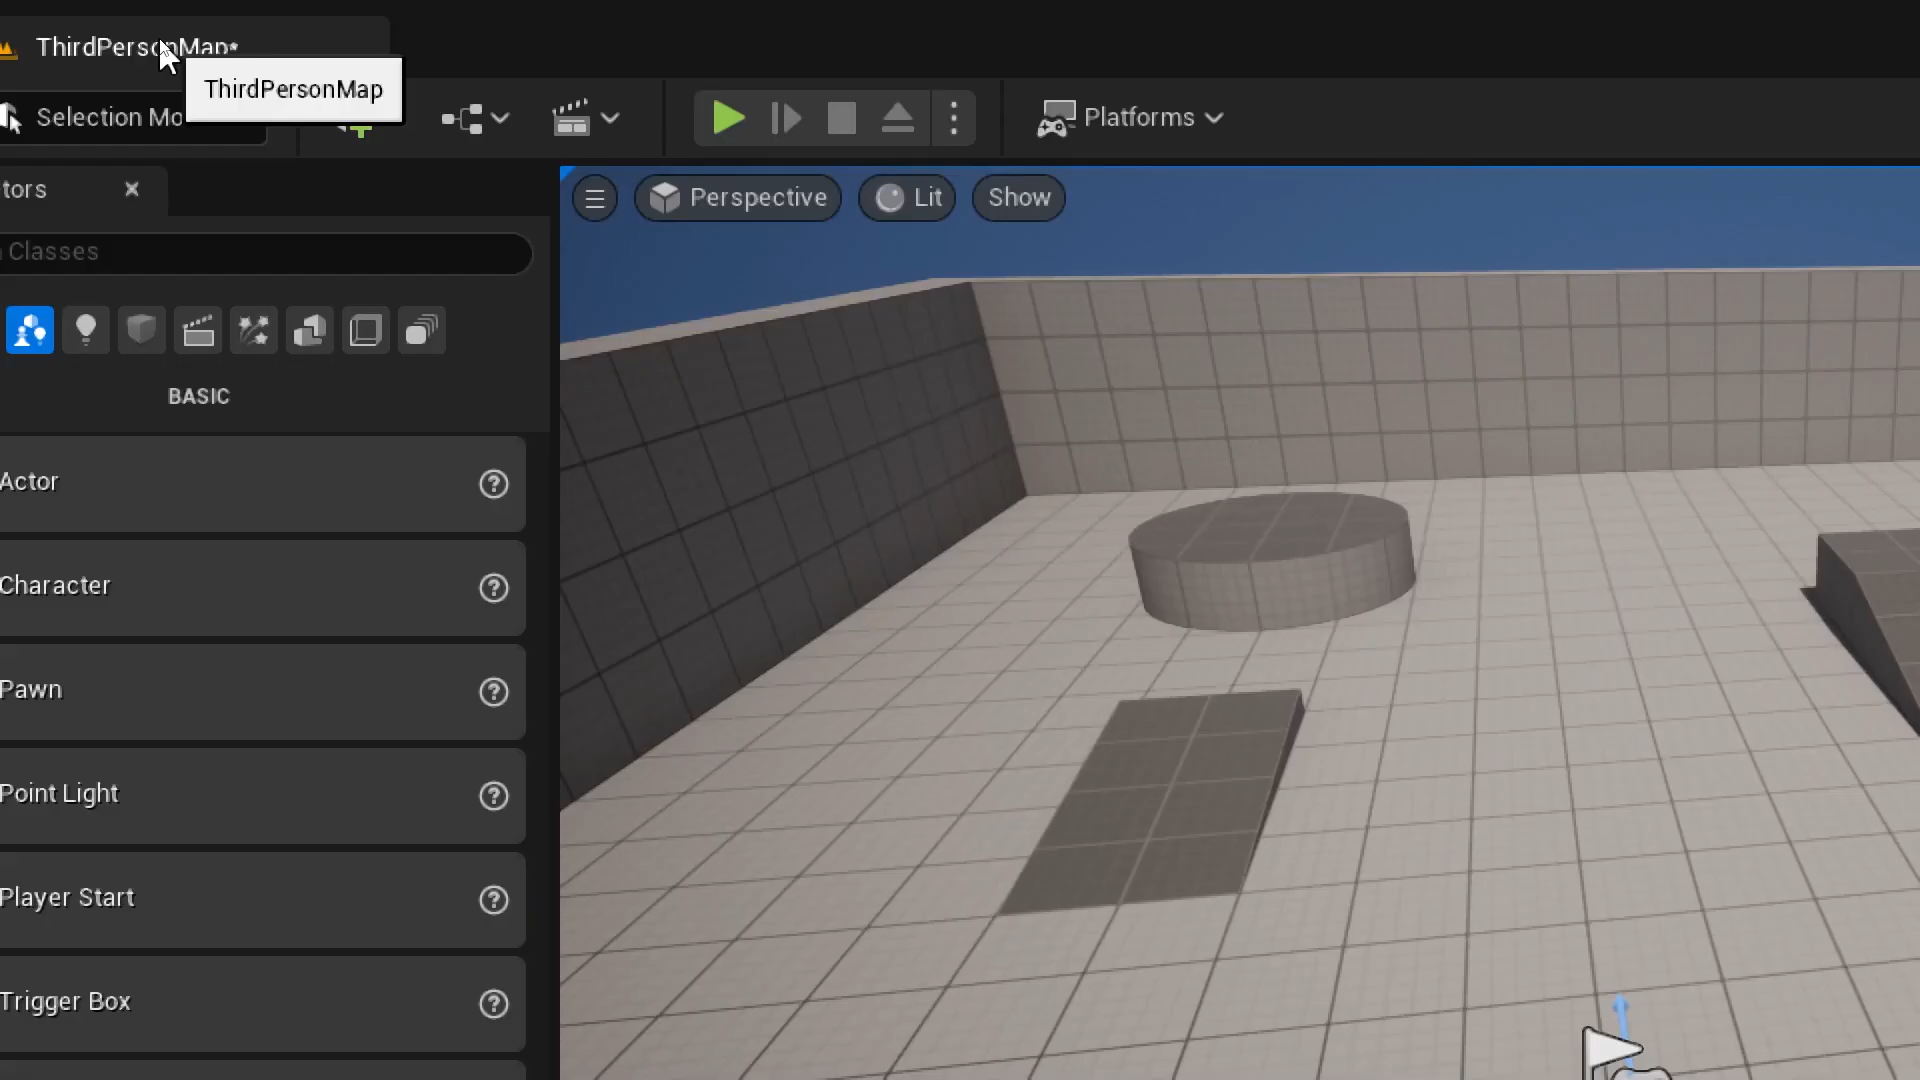 ThirdPersonMap*
ThirdPersonMap
Selection Mo
Platforms
tors
Perspective
Lit
Show
Classes
BASIC
Actor
Character
Pawn
Point Light
Player Start
Trigger Box